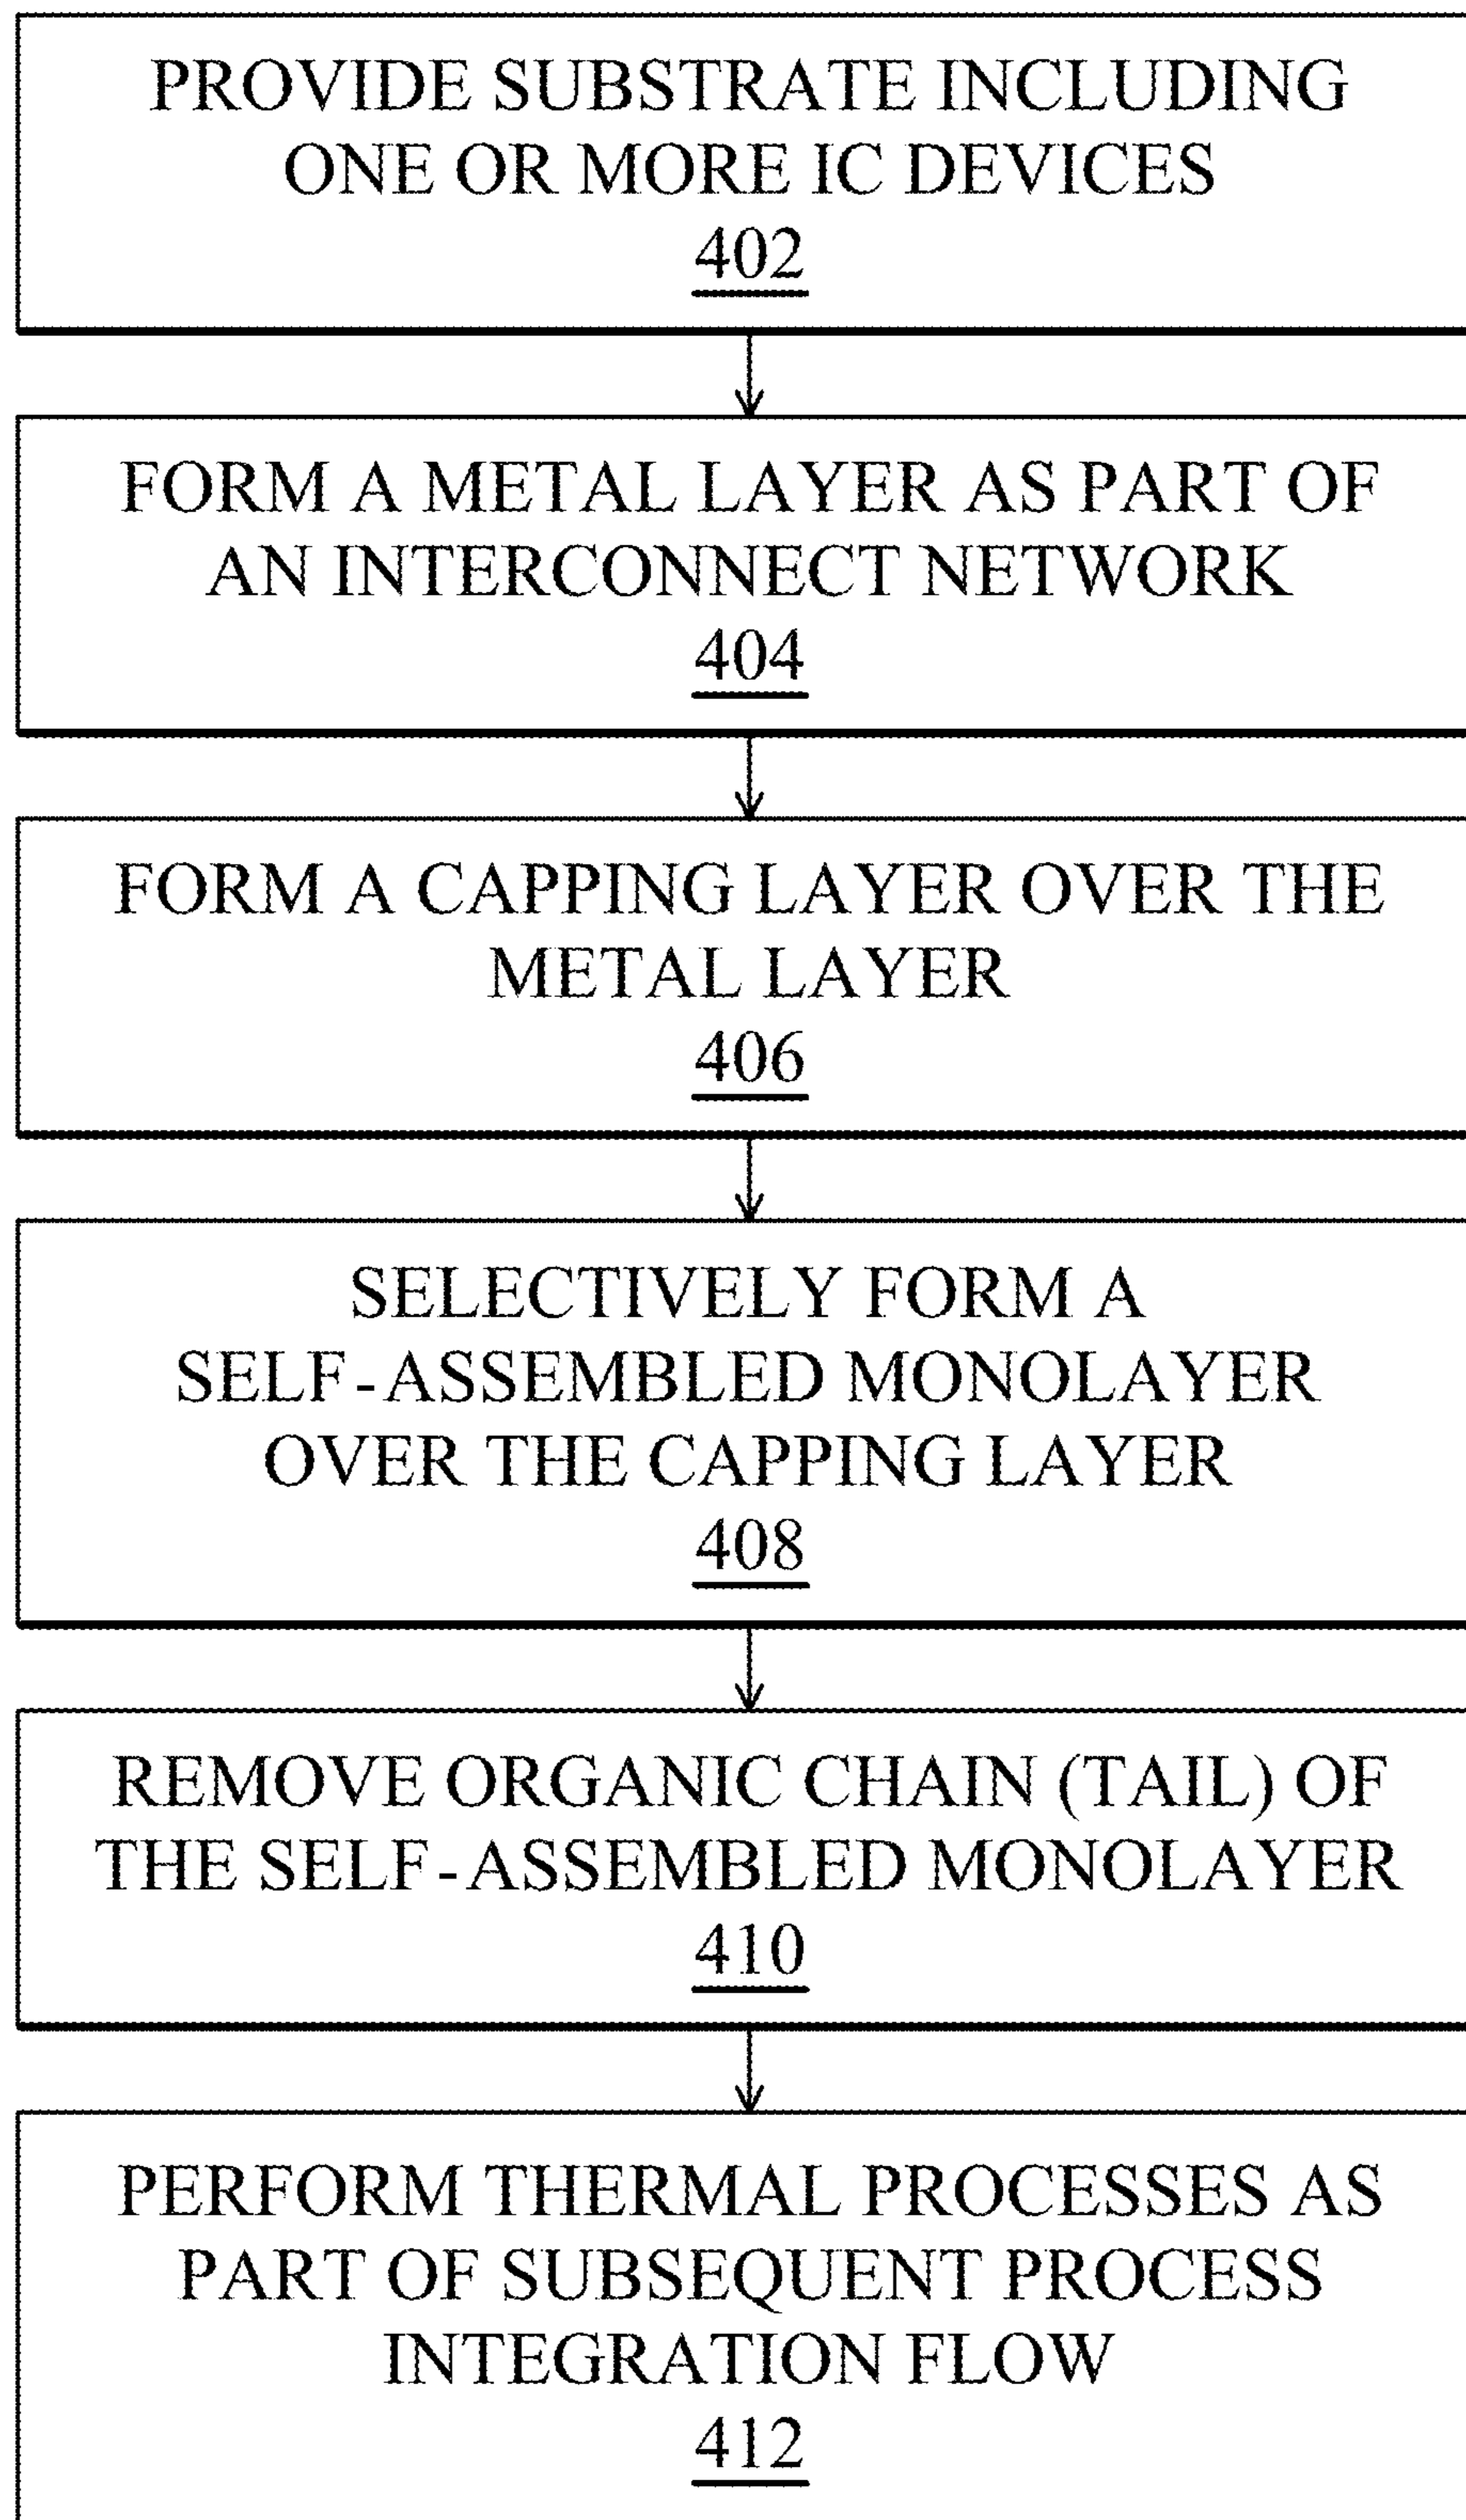 PROVIDE SUBSTRATE INCLUDING
ONE OR MORE IC DEVICES
402
FORM A METAL LAYER AS PART OF
AN INTERCONNECT NETWORK
404
FORM A CAPPING LAYER OVER THE
METAL LAYER
406
SELECTIVELY FORM A
SELF-ASSEMBLED MONOLAYER
OVER THE CAPPING LAYER
408
REMOVE ORGANIC CHAIN (TAIL) OF
THE SELF-ASSEMBLED MONOLAYER
410
PERFORM THERMAL PROCESSES AS
PART OF SUBSEQUENT PROCESS
INTEGRATION FLOW
412